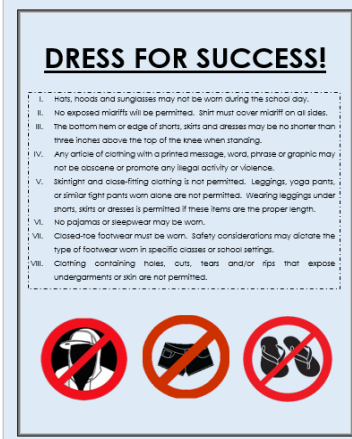 DRESS FOR SUCCESS!
I. Hats, hoods and sunglasses may not be worn during the school day.
II. No exposed midriffs will be permitted. Shirt must cover midriff on all sides.
III. The bottom hem or edge of shorts, skirts and dresses may be no shorter than
three inches above the top of the knee when standing.
IV. Any article of clothing with a printed message, word, phrase or graphic may
not be obscene or promote any illegal activity or violence.
V. Skintight and close-fitting clothing is not permitted. Leggings, yoga pants,
or similar tight pants worn alone are not permitted. Wearing leggings under
shorts, skirts or dresses is permitted if these items are the proper length.
VI. No pajamas or sleepwear may be worn.
VII. Closed-toe footwear must be worn. Safety considerations may dictate the
type of footwear worn in specific classes or school settings.
VIII. Clothing containing holes, cuts, tears and/or rips that expose
undergarments or skin are not permitted.